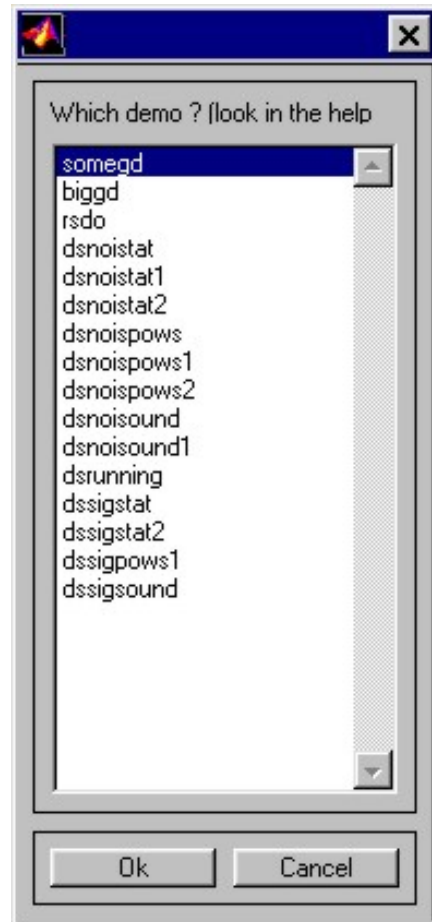 Which demo ? (look in the help
somegd
biggd
rsdo
dsnoistat
dsnoistat1
dsnoistat2
dsnoispows
dsnoispows1
dsnoispows2
dsnoisound
dsnoisound1
dsrunning
dssigstat
dssigstat2
dssigpows1
dssigsound
Ok Cancel